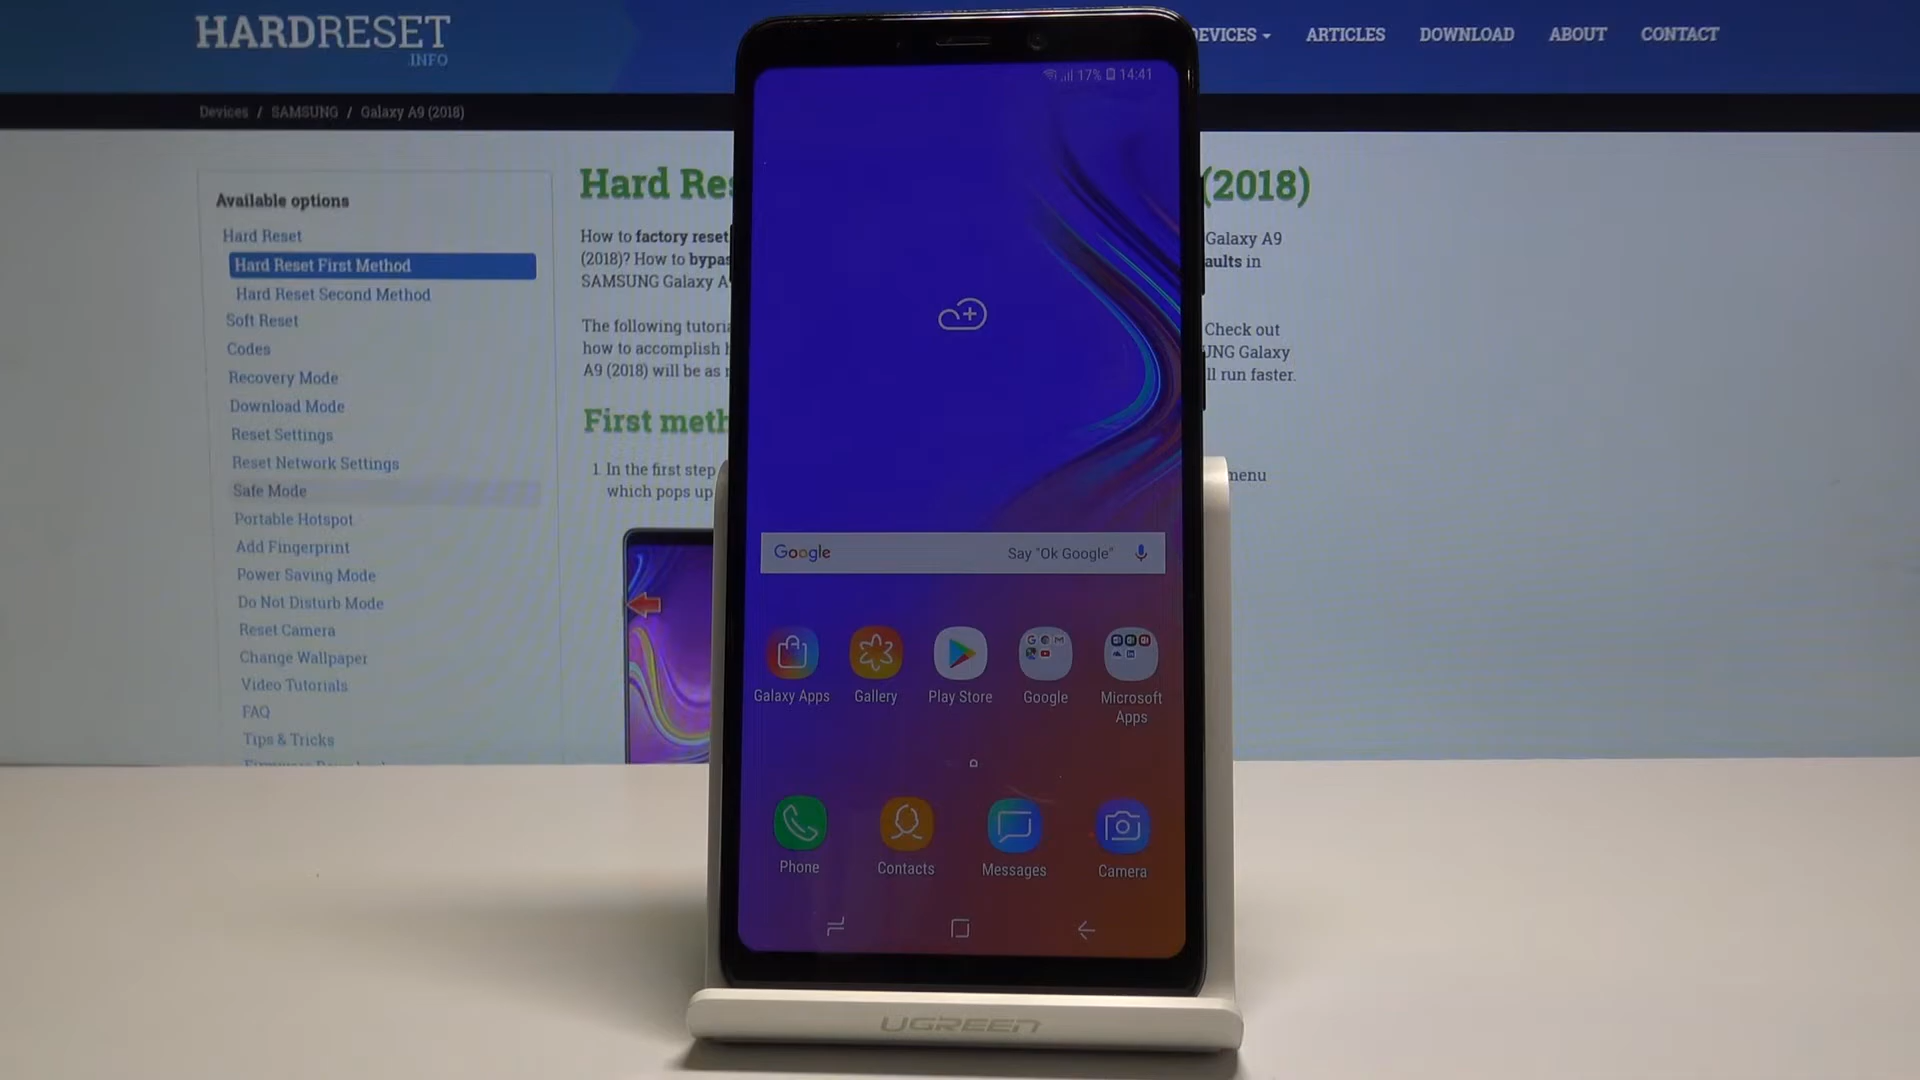 HARDRESET
.INFO
EVICES
ARTICLES
DOWNLOAD
ABOUT
CONTACT
Devices / SAMSUNG / Galaxy A9 (2018)
Available options
Hard Reset
Hard Reset First Method
Hard Reset Second Method
Soft Reset
Codes
Recovery Mode
Download Mode
Reset Settings
Reset Network Settings
Safe Mode
Portable Hotspot
Add Fingerprint
Power Saving Mode
Do Not Disturb Mode
Reset Camera
Change Wallpaper
Video Tutorials
FAQ
Tips & Tricks
Hard Res
(2018)
How to factory reset
Galaxy A9
(2018)? How to bypas
aults in
SAMSUNG Galaxy A
The following tutoria
Check out
how to accomplish h
UNG Galaxy
A9 (2018) will be as
ll run faster.
First meth
1. In the first step
menu
which pops up
17% 14:41
Google Say "Ok Google"
Galaxy Apps
Gallery
Play Store
Google
Microsoft
Apps
Phone
Contacts
Messages
Camera
UGREEN